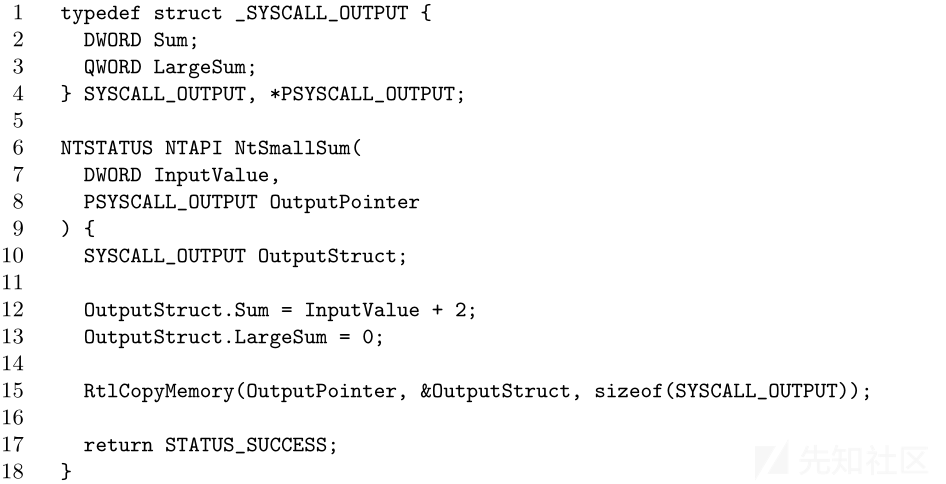 1 typedef struct _SYSCALL_OUTPUT {
2   DWORD Sum;
3   QWORD LargeSum;
4 } SYSCALL_OUTPUT, *PSYSCALL_OUTPUT;
5
6 NTSTATUS NTAPI NtSmallSum(
7   DWORD InputValue,
8   PSYSCALL_OUTPUT OutputPointer
9 ) {
10   SYSCALL_OUTPUT OutputStruct;
11
12   OutputStruct.Sum = InputValue + 2;
13   OutputStruct.LargeSum = 0;
14
15   RtlCopyMemory(OutputPointer, &OutputStruct, sizeof(SYSCALL_OUTPUT));
16
17   return STATUS_SUCCESS;
18 }
先知社区